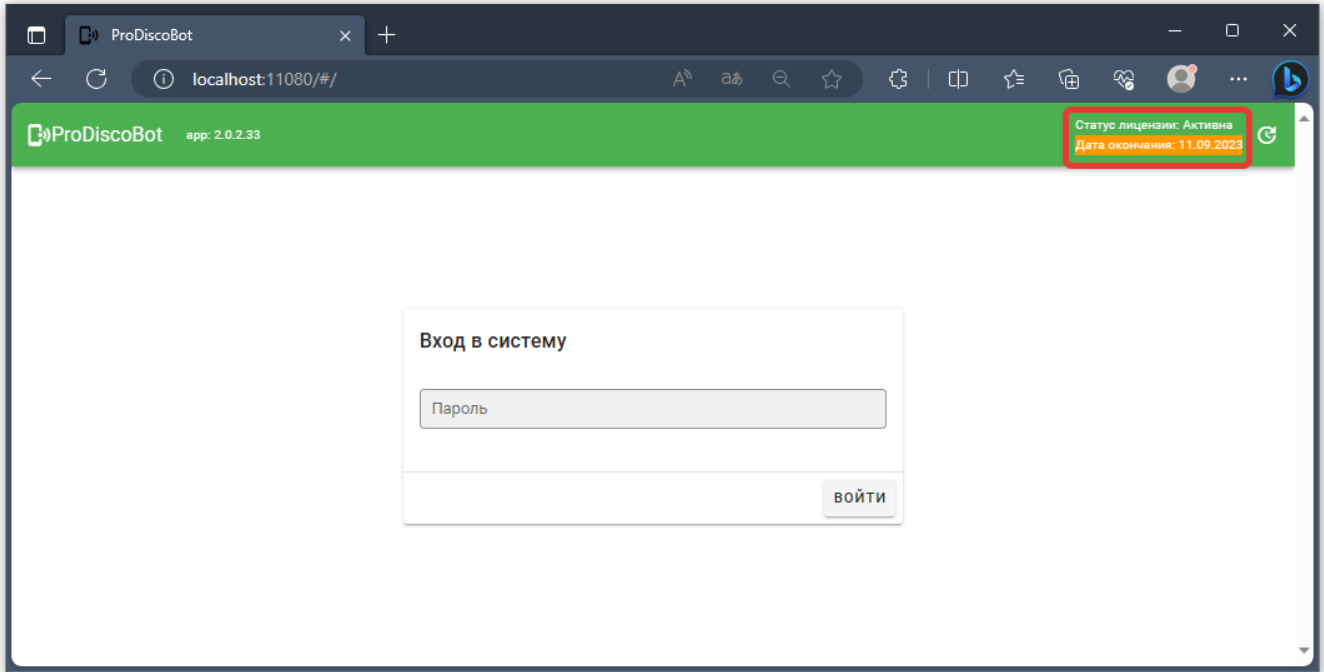 ProDiscoBot
localhost:11080/#/
ProDiscoBot app: 2.0.2.33
Статус лицензии: Активна
Дата окончания: 11.09.2023
Вход в систему
Пароль
ВОЙТИ